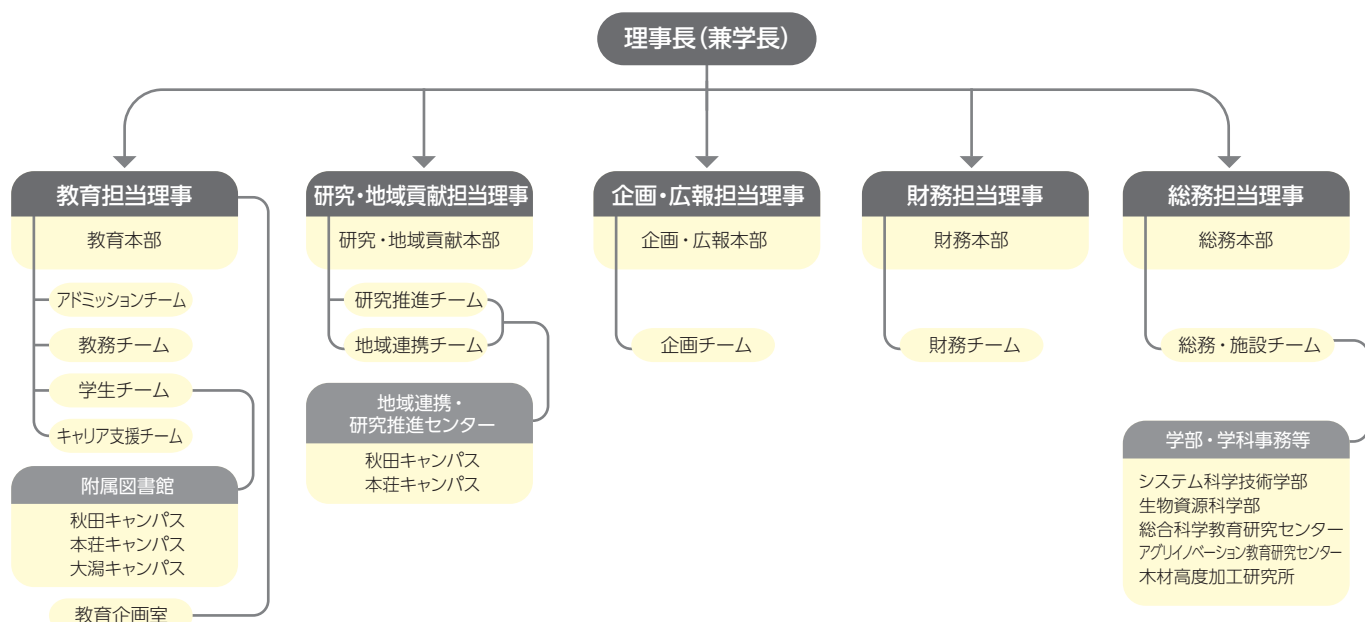 理事長(兼学長)
教育担当理事
教育本部
アドミッションチーム
教務チーム
学生チーム
キャリア支援チーム
附属図書館
秋田キャンパス
本荘キャンパス
大潟キャンパス
教育企画室
研究・地域貢献担当理事
研究・地域貢献本部
研究推進チーム
地域連携チーム
地域連携・
研究推進センター
秋田キャンパス
本荘キャンパス
企画・広報担当理事
企画・広報本部
企画チーム
財務担当理事
財務本部
財務チーム
総務担当理事
総務本部
総務・施設チーム
学部・学科事務等
システム科学技術学部
生物資源科学部
総合科学教育研究センター
アグリイノベーション教育研究センター
木材高度加工研究所